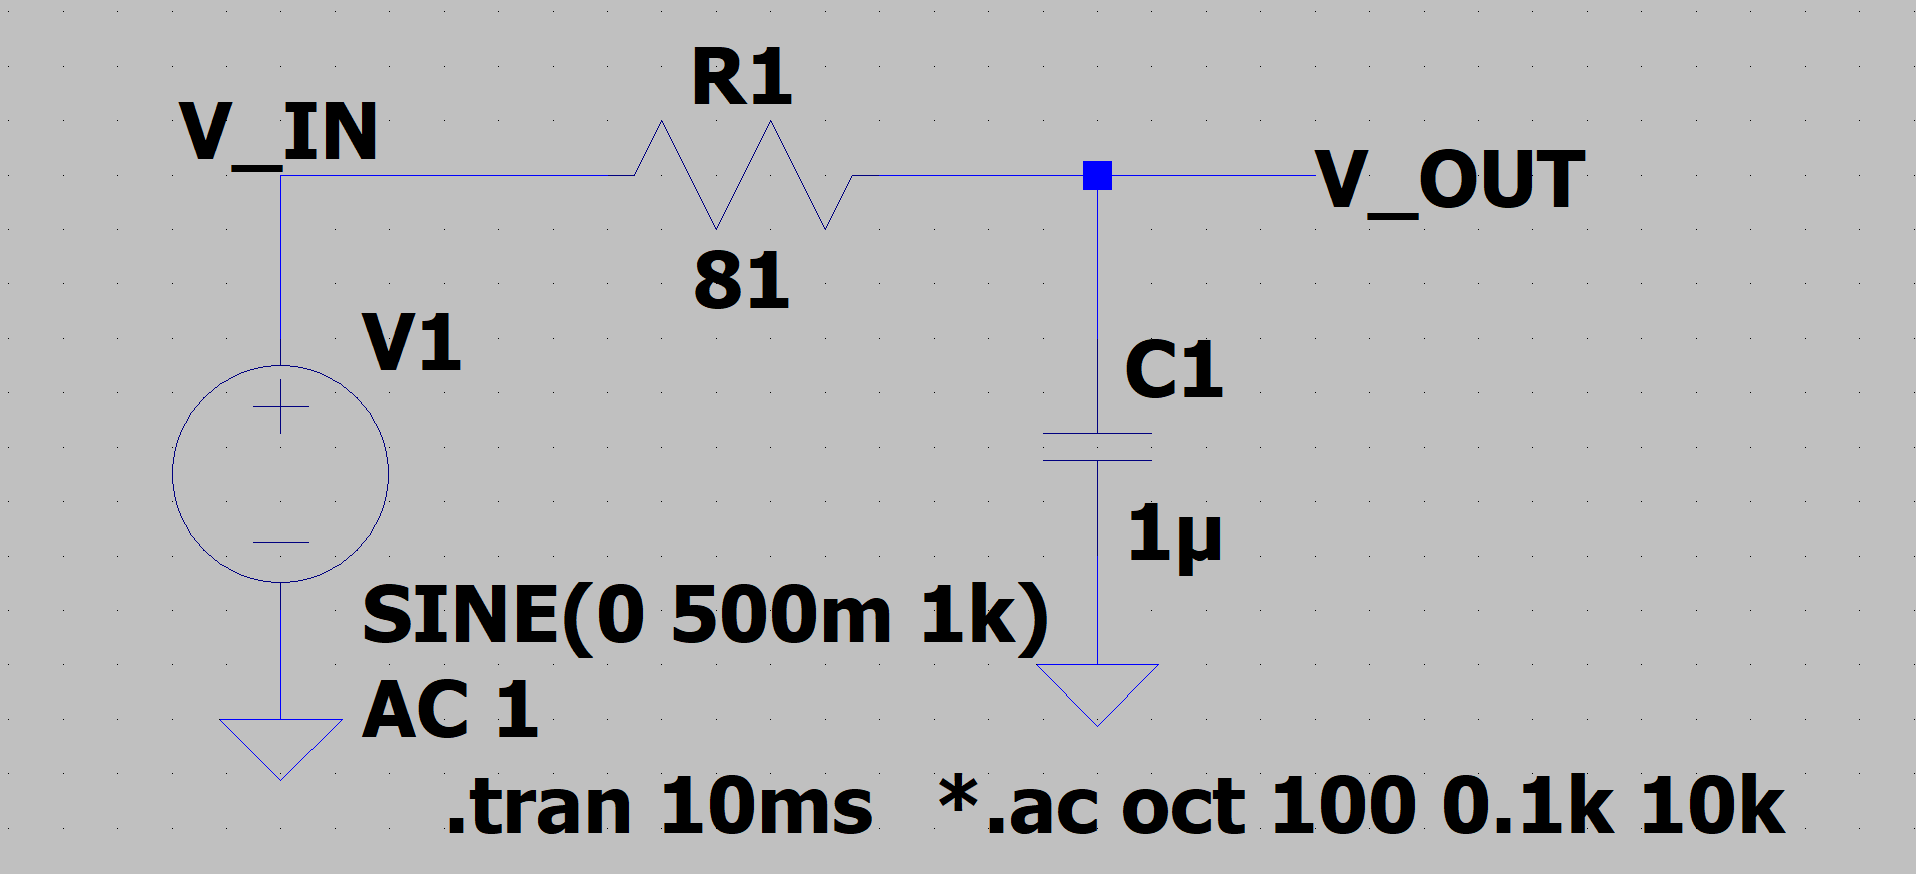 R1
V_IN
V_OUT
81
V1
C1
1µ
SINE(0 500m 1k)
AC 1
.tran 10ms *.ac oct 100 0.1k 10k